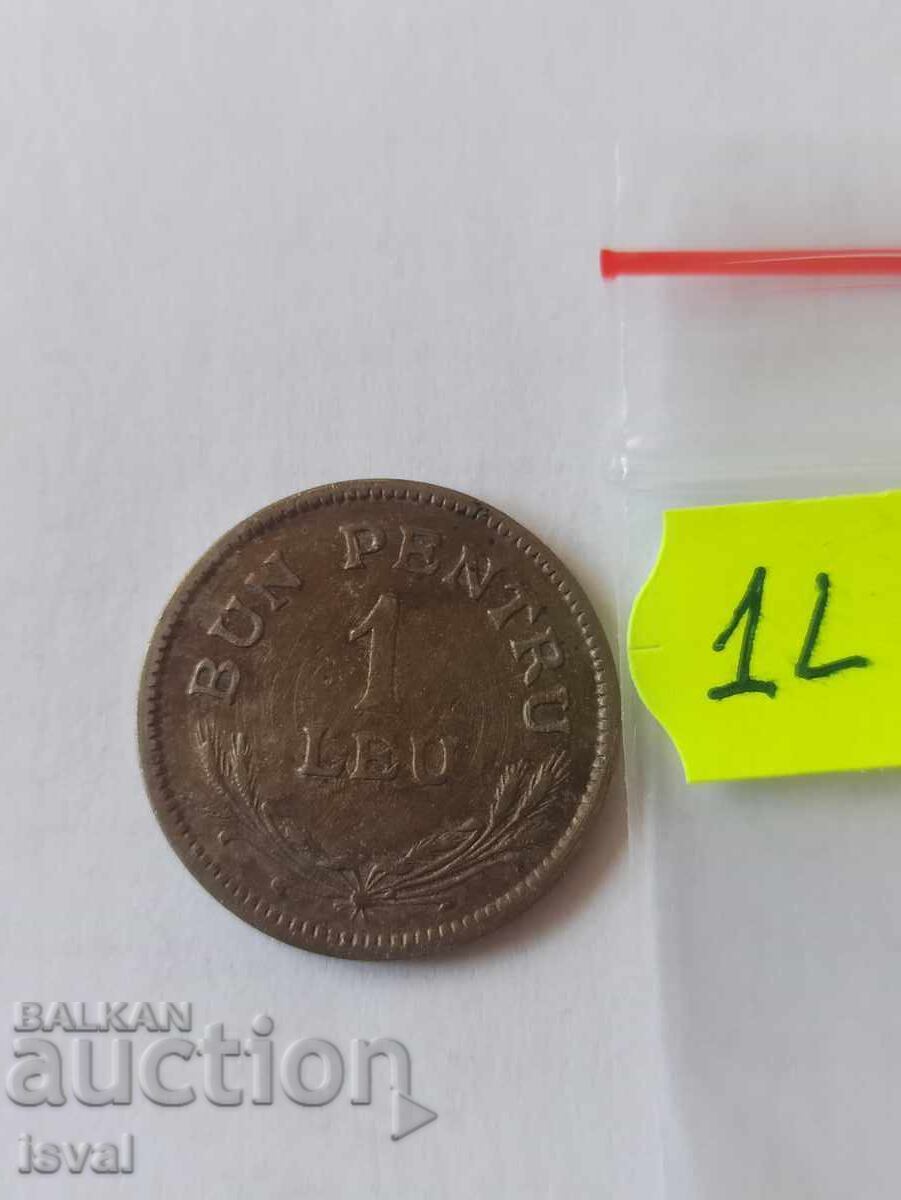 BUN PENTRU
1
LEU
1L
BALKAN
auction
isval